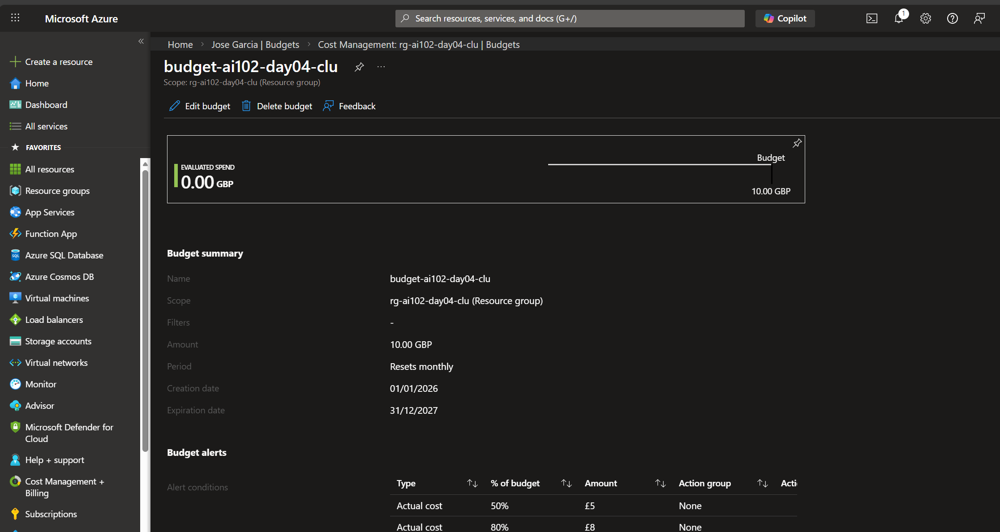 Microsoft Azure
Search resources, services, and docs (G+/)
Copilot
1
Create a resource
Home
Dashboard
All services
FAVORITES
All resources
Resource groups
App Services
Function App
Azure SQL Database
Azure Cosmos DB
Virtual machines
Load balancers
Storage accounts
Virtual networks
Monitor
Advisor
Microsoft Defender for
Cloud
Help + support
Cost Management +
Billing
Subscriptions
Home > Jose Garcia | Budgets > Cost Management: rg-ai102-day04-clu | Budgets
budget-ai102-day04-clu
Scope: rg-ai102-day04-clu (Resource group)
Edit budget Delete budget Feedback
Budget
EVALUATED SPEND
0.00 GBP
10.00 GBP
Budget summary
Name budget-ai102-day04-clu
Scope rg-ai102-day04-clu (Resource group)
Filters -
Amount 10.00 GBP
Period Resets monthly
Creation date 01/01/2026
Expiration date 31/12/2027
Budget alerts
Alert conditions
Type % of budget Amount Action group Acti
Actual cost 50% £5 None
Actual cost 80% £8 None